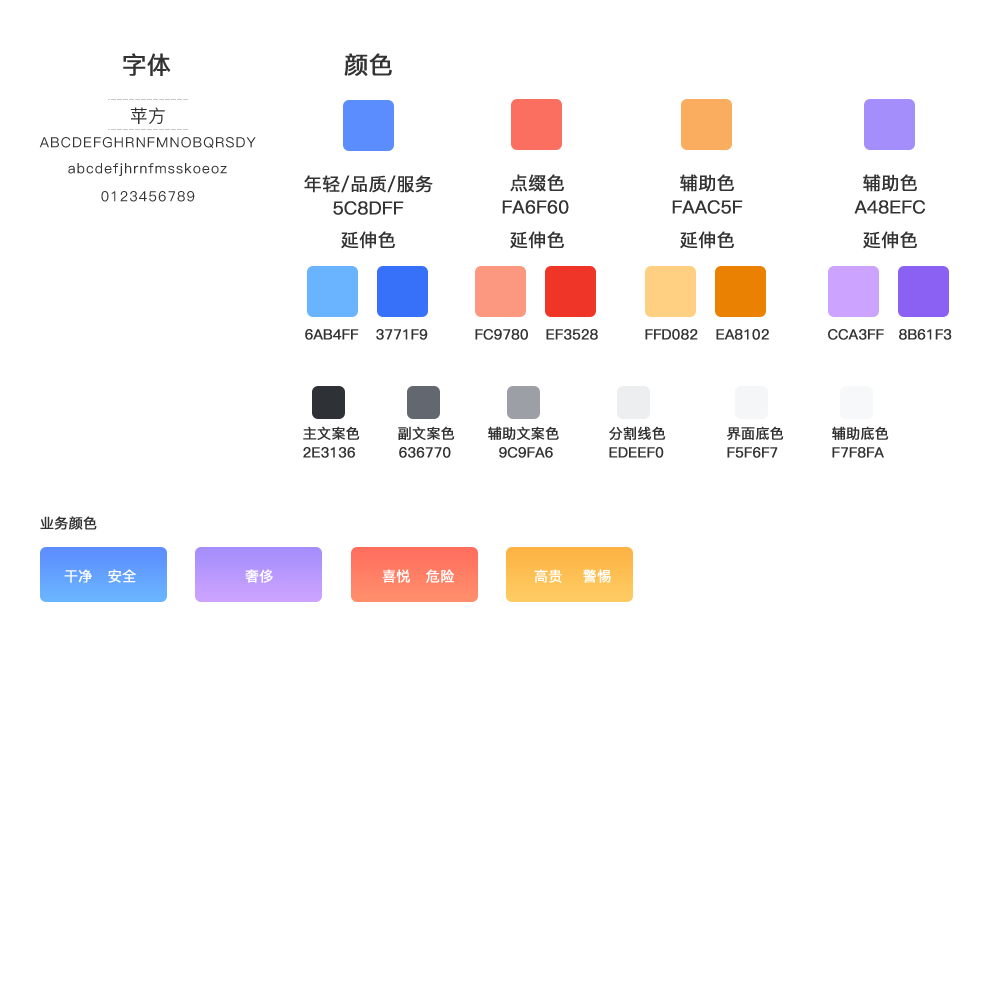 字体
苹方
ABCDEFGHRNFMNOBQRSDY
abcdefjhrnfmsskoeoz
0123456789
颜色
年轻/品质/服务 点缀色 辅助色 辅助色
5C8DFF FA6F60 FAAC5F A48EFC
延伸色 延伸色 延伸色 延伸色
6AB4FF 3771F9 FC9780 EF3528 FFD082 EA8102 CCA3FF 8B61F3
主文案色 副文案色 辅助文案色 分割线色 界面底色 辅助底色
2E3136 636770 9C9FA6 EDEEF0 F5F6F7 F7F8FA
业务颜色
干净 安全 奢侈 喜悦 危险 高贵 警惕